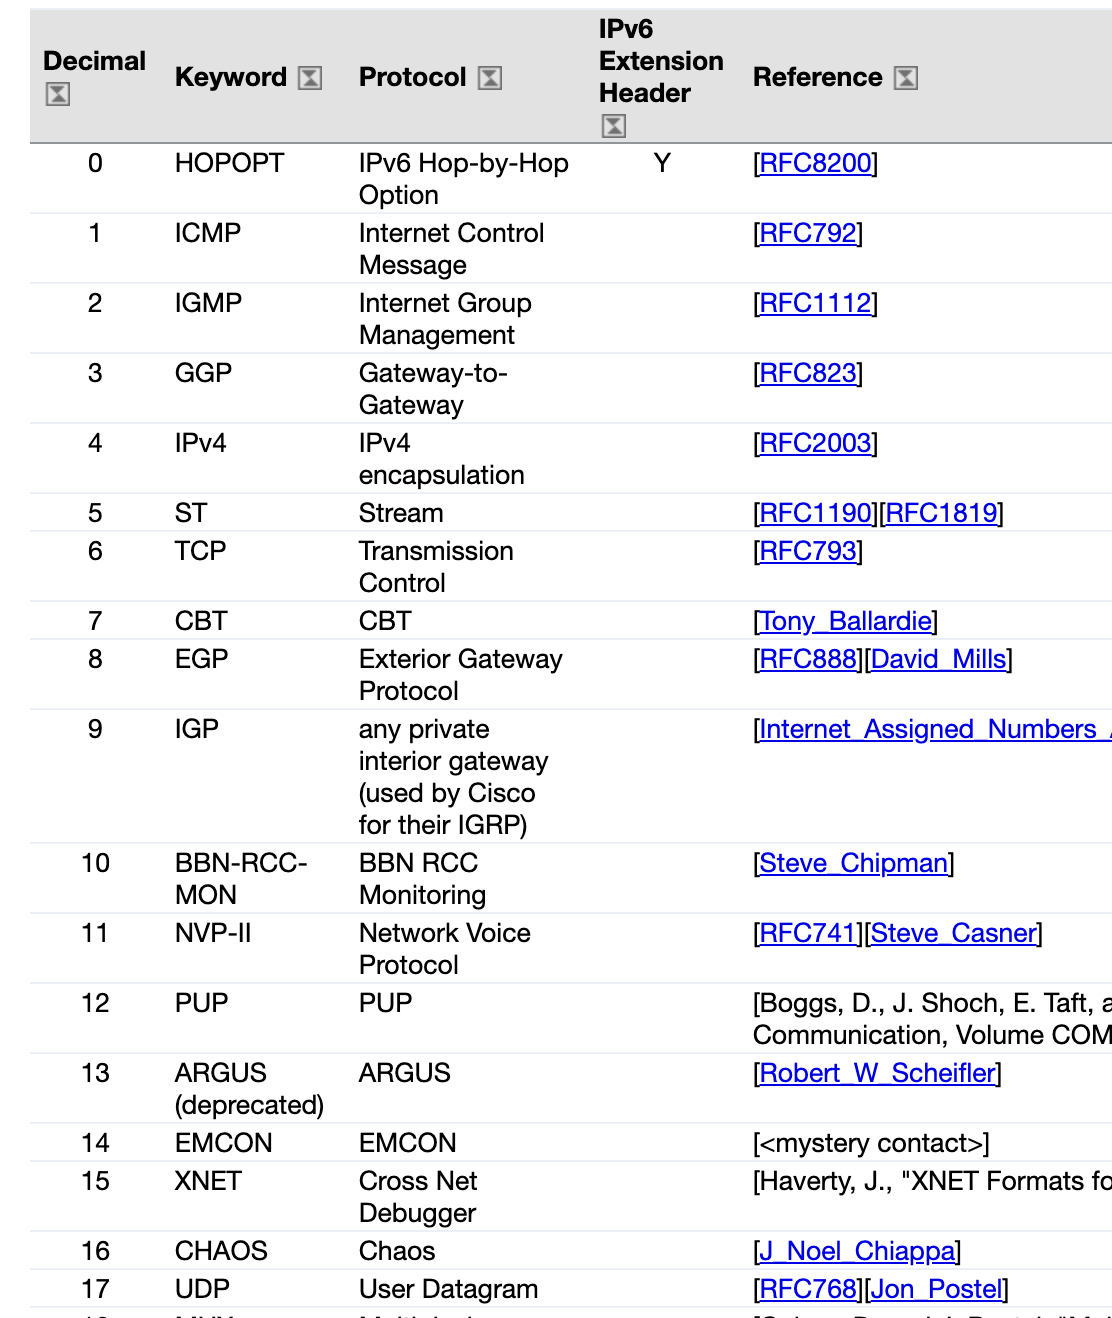 Decimal Keyword Protocol IPv6 Extension Header Reference
0 HOPOPT IPv6 Hop-by-Hop Y [RFC8200]
Option
1 ICMP Internet Control [RFC792]
Message
2 IGMP Internet Group [RFC1112]
Management
3 GGP Gateway-to- [RFC823]
Gateway
4 IPv4 IPv4 [RFC2003]
encapsulation
5 ST Stream [RFC1190][RFC1819]
6 TCP Transmission [RFC793]
Control
7 CBT CBT [Tony_Ballardie]
8 EGP Exterior Gateway [RFC888][David_Mills]
Protocol
9 IGP any private [Internet_Assigned_Numbers_
interior gateway
(used by Cisco
for their IGRP)
10 BBN-RCC- BBN RCC [Steve_Chipman]
MON Monitoring
11 NVP-II Network Voice [RFC741][Steve_Casner]
Protocol
12 PUP PUP [Boggs, D., J. Shoch, E. Taft,
Communication, Volume COM
13 ARGUS ARGUS [Robert_W_Scheifler]
(deprecated)
14 EMCON EMCON [<mystery contact>]
15 XNET Cross Net [Haverty, J., "XNET Formats fo
Debugger
16 CHAOS Chaos [J_Noel_Chiappa]
17 UDP User Datagram [RFC768][Jon_Postel]